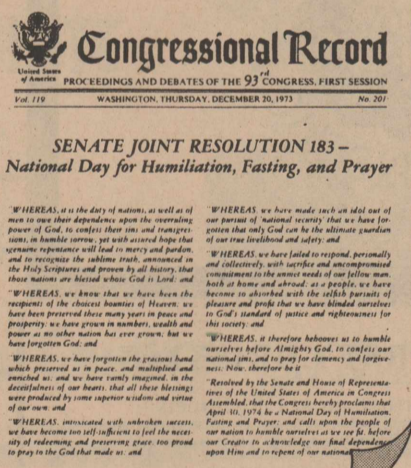 Congressional Record
United States
of America
PROCEEDINGS AND DEBATES OF THE 93rd CONGRESS, FIRST SESSION
Vol. 119 WASHINGTON, THURSDAY, DECEMBER 20, 1973 No. 201
SENATE JOINT RESOLUTION 183 –
National Day for Humiliation, Fasting, and Prayer
"WHEREAS, it is the duty of nations, as well as of
men to owe their dependence upon the overruling
power of God, to confess their sins and transgres-
sions, in humble sorrow, yet with assured hope that
genuine repentance will lead to mercy and pardon,
and to recognize the sublime truth, announced in
the Holy Scriptures and proven by all history, that
those nations are blessed whose God is Lord; and
"WHEREAS, we know that we have been the
recipients of the choicest bounties of Heaven; we
have been preserved these many years in peace and
prosperity; we have grown in numbers, wealth and
power as no other nation has ever grown; but we
have forgotten God; and
"WHEREAS, we have forgotten the gracious hand
which preserved us in peace, and multiplied and
enriched us; and we have vainly imagined, in the
deceitfulness of our hearts, that all these blessings
were produced by some superior wisdom and virtue
of our own; and
"WHEREAS, intoxicated with unbroken success,
we have become too self-sufficient to feel the neces-
sity of redeeming and preserving grace, too proud
to pray to the God that made us; and
"WHEREAS, we have made such an idol out of
our pursuit of 'national security' that we have for-
gotten that only God can be the ultimate guardian
of our true livelihood and safety; and
"WHEREAS, we have failed to respond, personally
and collectively, with sacrifice and uncompromised
commitment to the unmet needs of our fellow man,
both at home and abroad; as a people, we have
become so absorbed with the selfish pursuits of
pleasure and profit that we have blinded ourselves
to God's standard of justice and righteousness for
this society; and
"WHEREAS, it therefore behooves us to humble
ourselves before Almighty God, to confess our
national sins, and to pray for clemency and forgive-
ness: Now, therefore be it
"Resolved by the Senate and House of Representa-
tives of the United States of America in Congress
Assembled, that the Congress hereby proclaims that
April 30, 1974 be a National Day of Humiliation,
Fasting and Prayer; and calls upon the people of
our nation to humble ourselves as we see fit, before
our Creator to acknowledge our final dependence
upon Him and to repent of our national